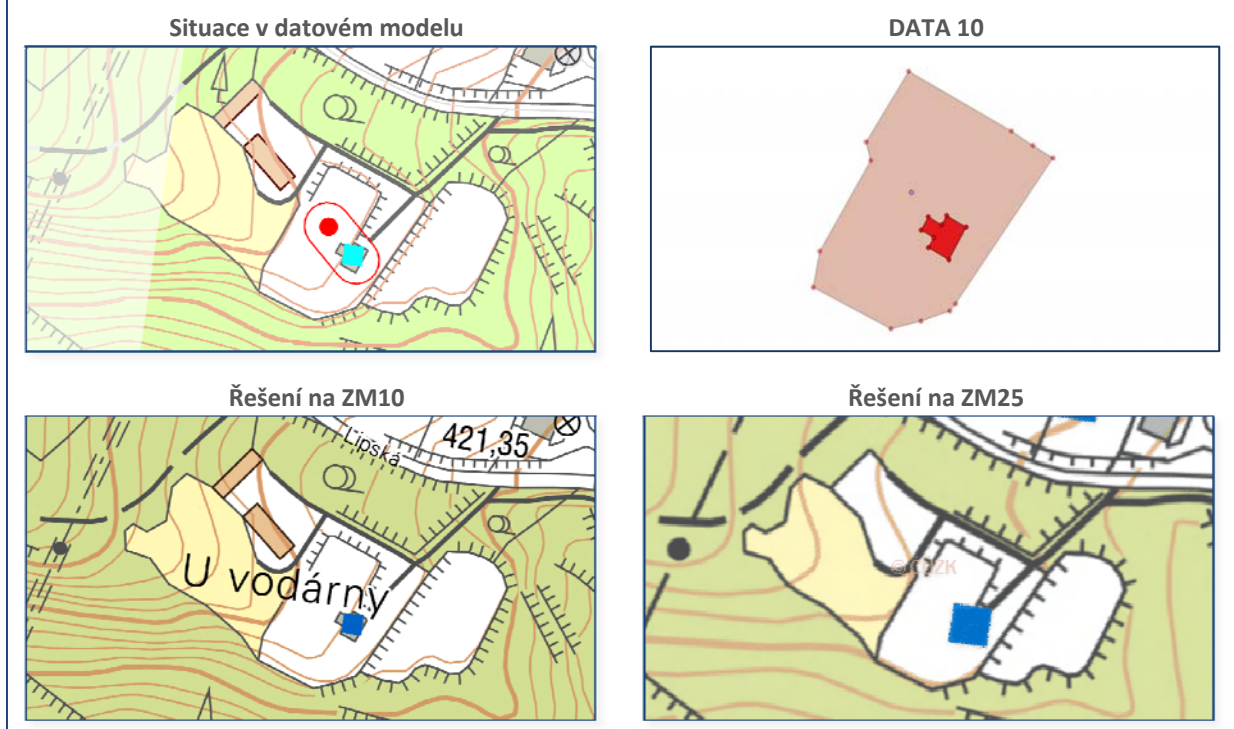 Situace v datovém modelu
DATA 10
Řešení na ZM10
Řešení na ZM25
Lipská
421,35
U vodárny